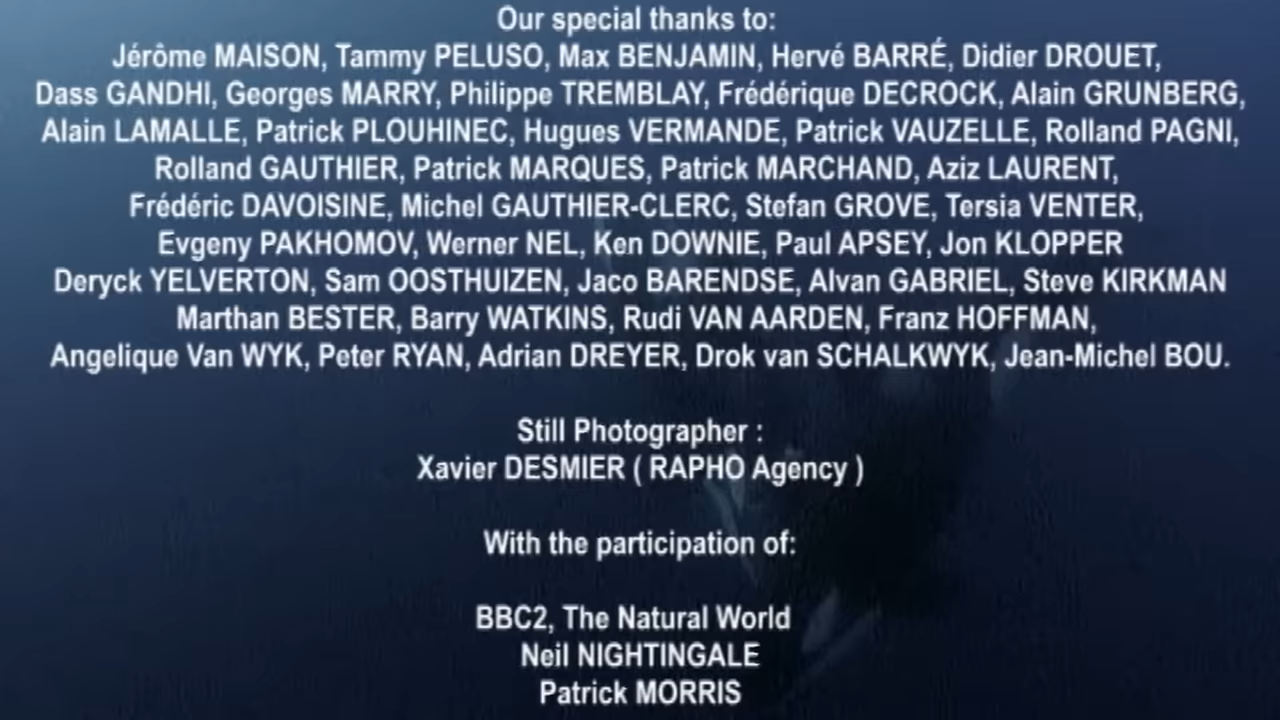 Our special thanks to:
Jérôme MAISON, Tammy PELUSO, Max BENJAMIN, Hervé BARRÉ, Didier DROUET,
Dass GANDHI, Georges MARRY, Philippe TREMBLAY, Frédérique DECROCK, Alain GRUNBERG,
Alain LAMALLE, Patrick PLOUHINEC, Hugues VERMANDE, Patrick VAUZELLE, Rolland PAGNI,
Rolland GAUTHIER, Patrick MARQUES, Patrick MARCHAND, Aziz LAURENT,
Frédéric DAVOISINE, Michel GAUTHIER-CLERC, Stefan GROVE, Tersia VENTER,
Evgeny PAKHOMOV, Werner NEL, Ken DOWNIE, Paul APSEY, Jon KLOPPER
Deryck YELVERTON, Sam OOSTHUIZEN, Jaco BARENDSE, Alvan GABRIEL, Steve KIRKMAN
Marthan BESTER, Barry WATKINS, Rudi VAN AARDEN, Franz HOFFMAN,
Angelique Van WYK, Peter RYAN, Adrian DREYER, Drok van SCHALKWYK, Jean-Michel BOU.
Still Photographer :
Xavier DESMIER ( RAPHO Agency )
With the participation of:
BBC2, The Natural World
Neil NIGHTINGALE
Patrick MORRIS